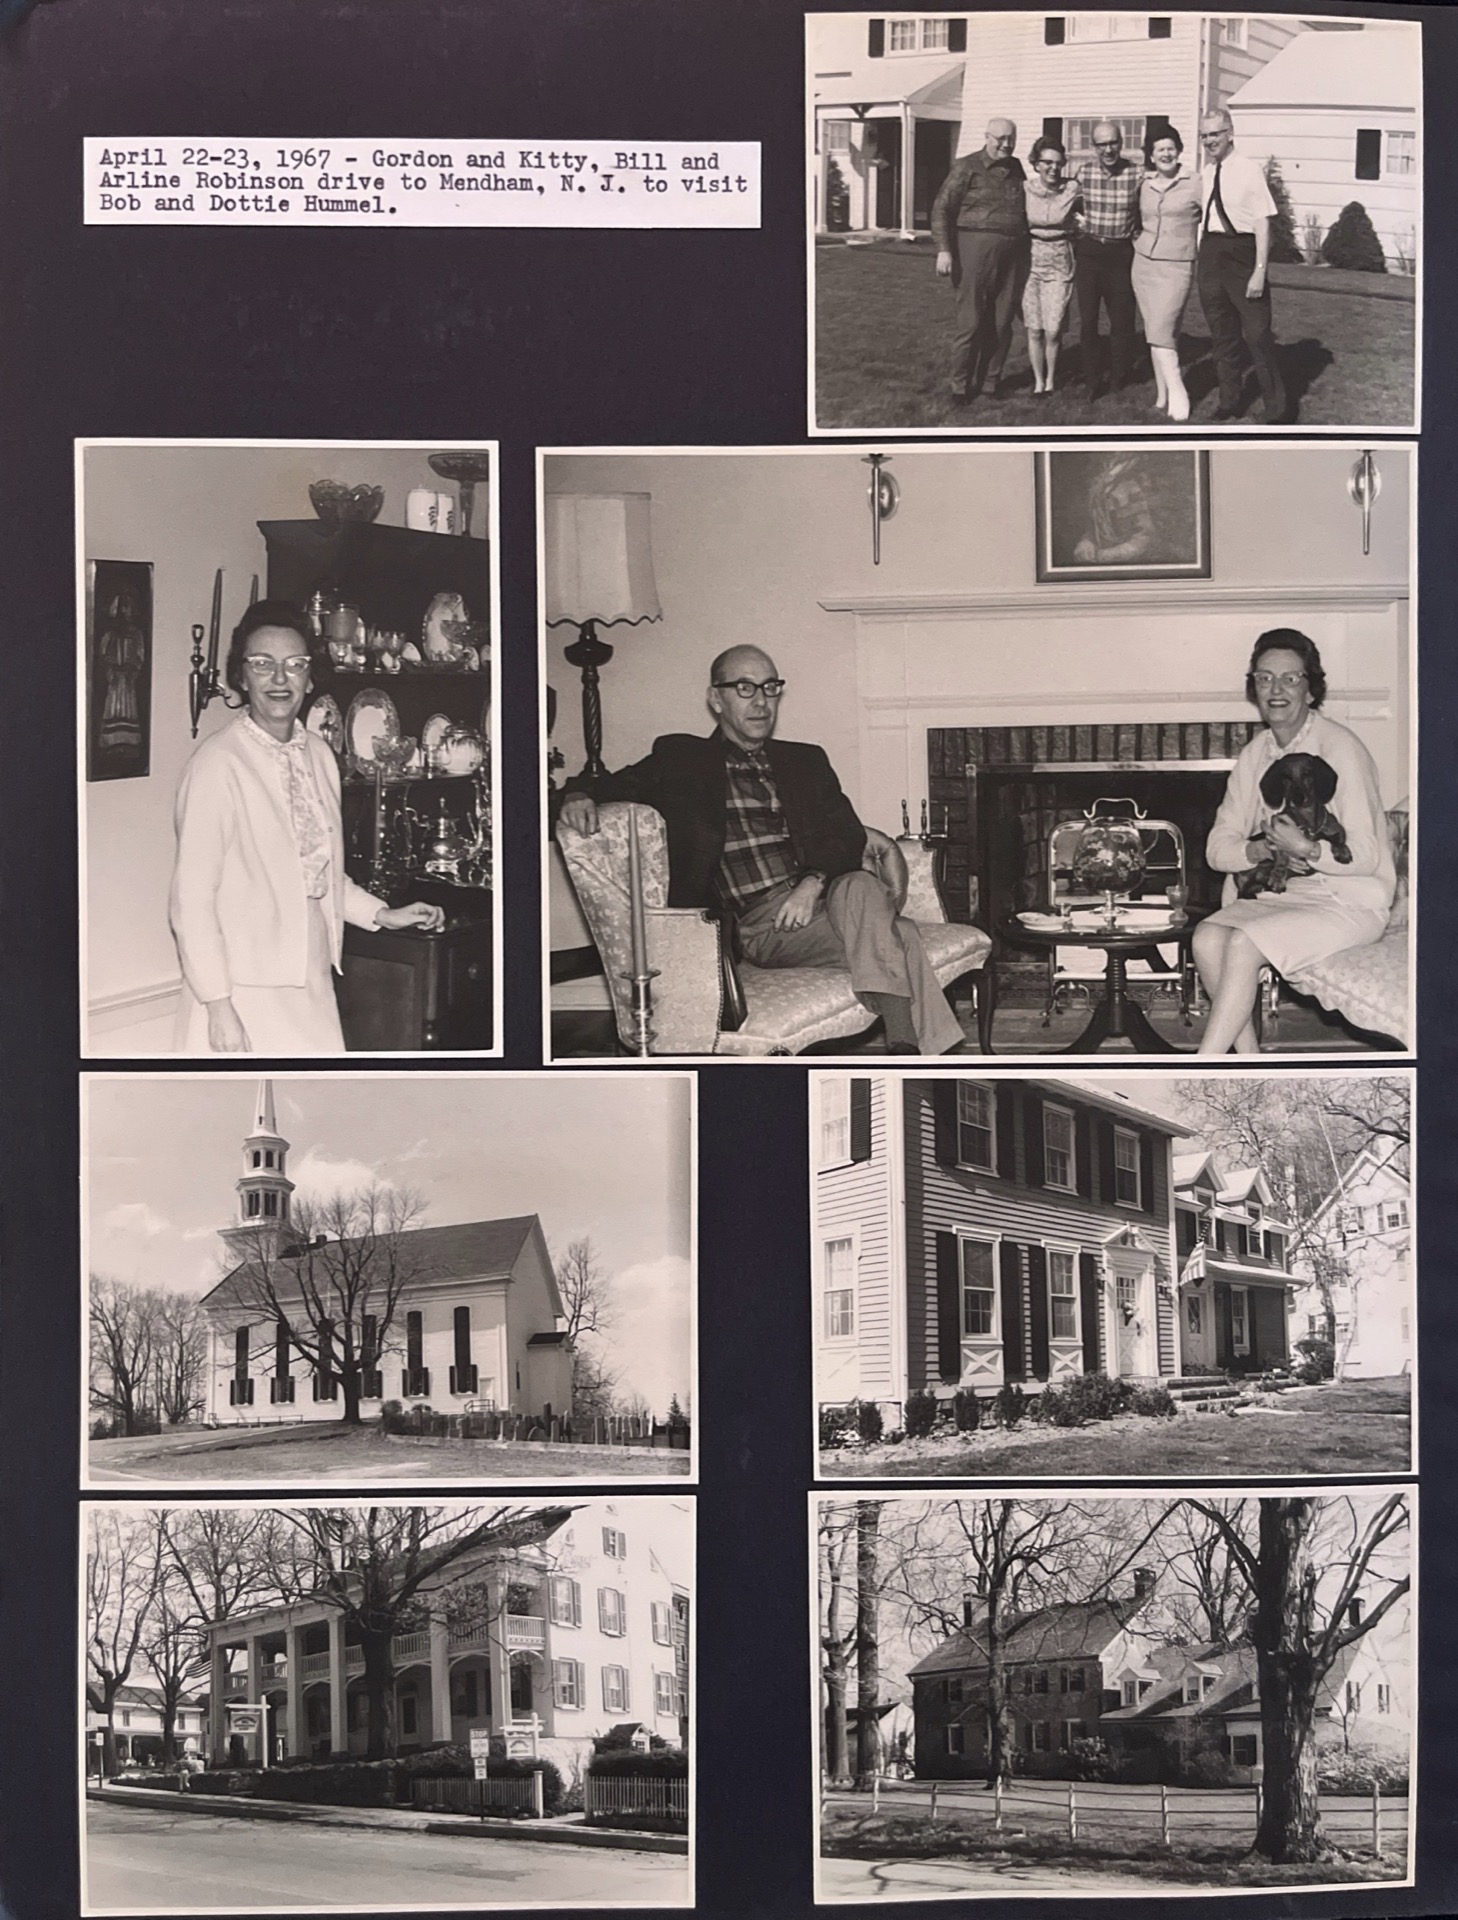 April 22-23, 1967 - Gordon and Kitty, Bill and
Arline Robinson drive to Mendham, N. J. to visit
Bob and Dottie Hummel.
STOP